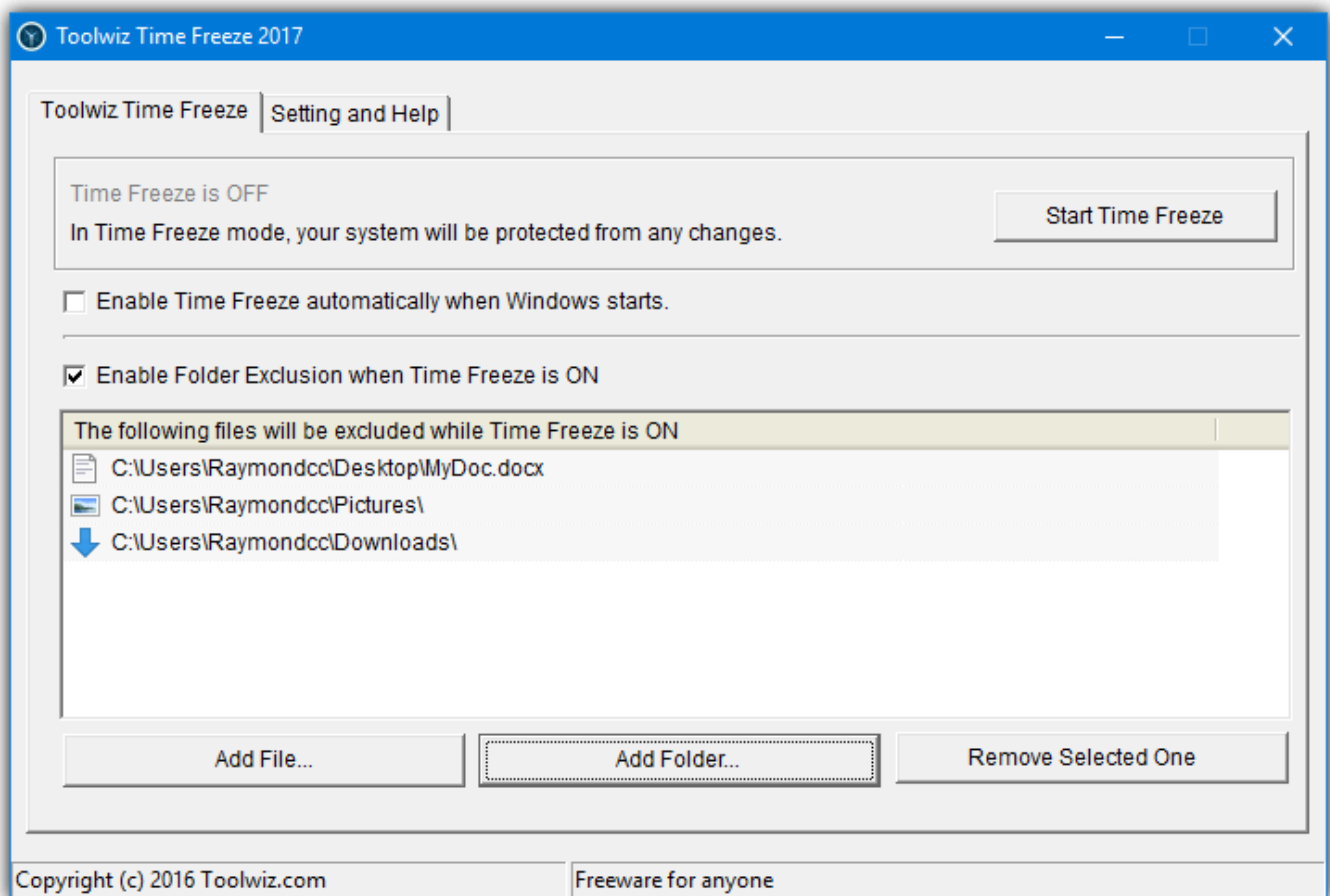 Toolwiz Time Freeze 2017
Toolwiz Time Freeze
Setting and Help
Time Freeze is OFF
In Time Freeze mode, your system will be protected from any changes.
Start Time Freeze
Enable Time Freeze automatically when Windows starts.
Enable Folder Exclusion when Time Freeze is ON
The following files will be excluded while Time Freeze is ON
C:\Users\Raymondcc\Desktop\MyDoc.docx
C:\Users\Raymondcc\Pictures\
C:\Users\Raymondcc\Downloads\
Add File...
Add Folder...
Remove Selected One
Copyright (c) 2016 Toolwiz.com
Freeware for anyone